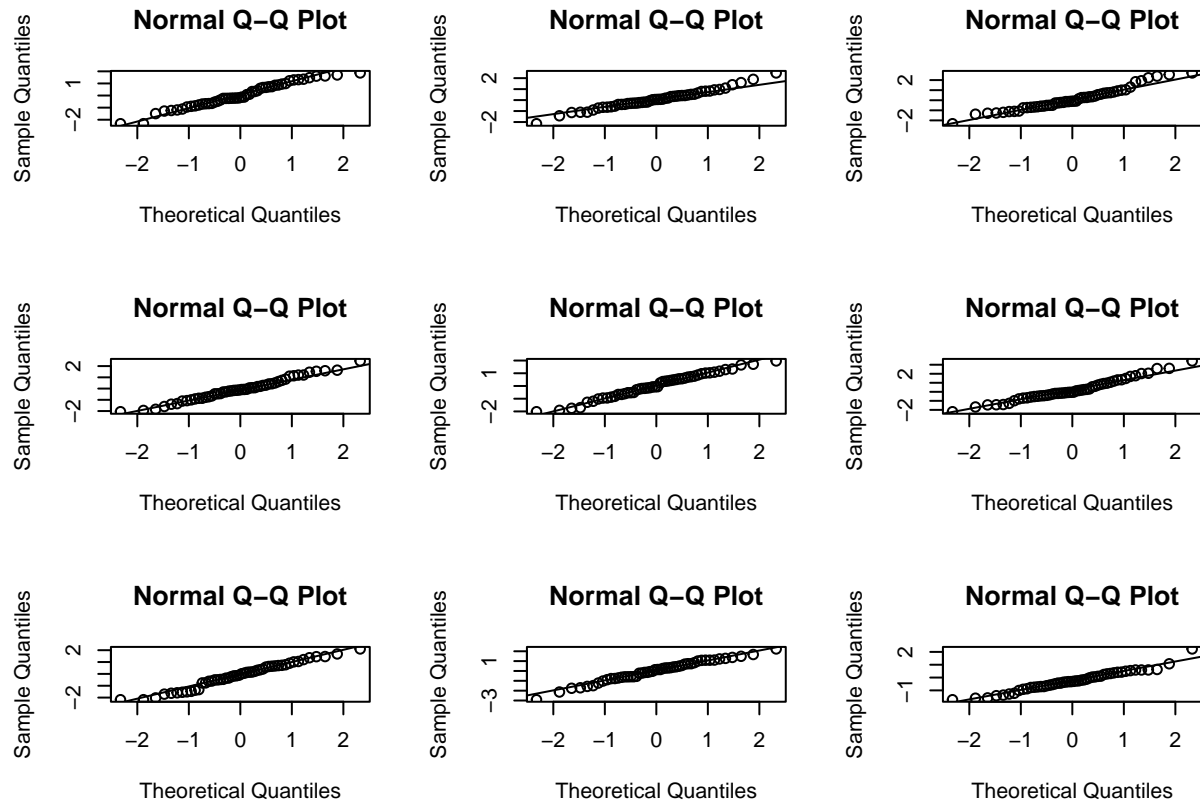 Normal Q−Q Plot
Sample Quantiles
1
−2
−2 −1 0 1 2
Theoretical Quantiles
Normal Q−Q Plot
Sample Quantiles
2
−2
−2 −1 0 1 2
Theoretical Quantiles
Normal Q−Q Plot
Sample Quantiles
2
−2
−2 −1 0 1 2
Theoretical Quantiles
Normal Q−Q Plot
Sample Quantiles
2
−2
−2 −1 0 1 2
Theoretical Quantiles
Normal Q−Q Plot
Sample Quantiles
1
−2
−2 −1 0 1 2
Theoretical Quantiles
Normal Q−Q Plot
Sample Quantiles
2
−2
−2 −1 0 1 2
Theoretical Quantiles
Normal Q−Q Plot
Sample Quantiles
2
−2
−2 −1 0 1 2
Theoretical Quantiles
Normal Q−Q Plot
Sample Quantiles
1
−3
−2 −1 0 1 2
Theoretical Quantiles
Normal Q−Q Plot
Sample Quantiles
2
−1
−2 −1 0 1 2
Theoretical Quantiles